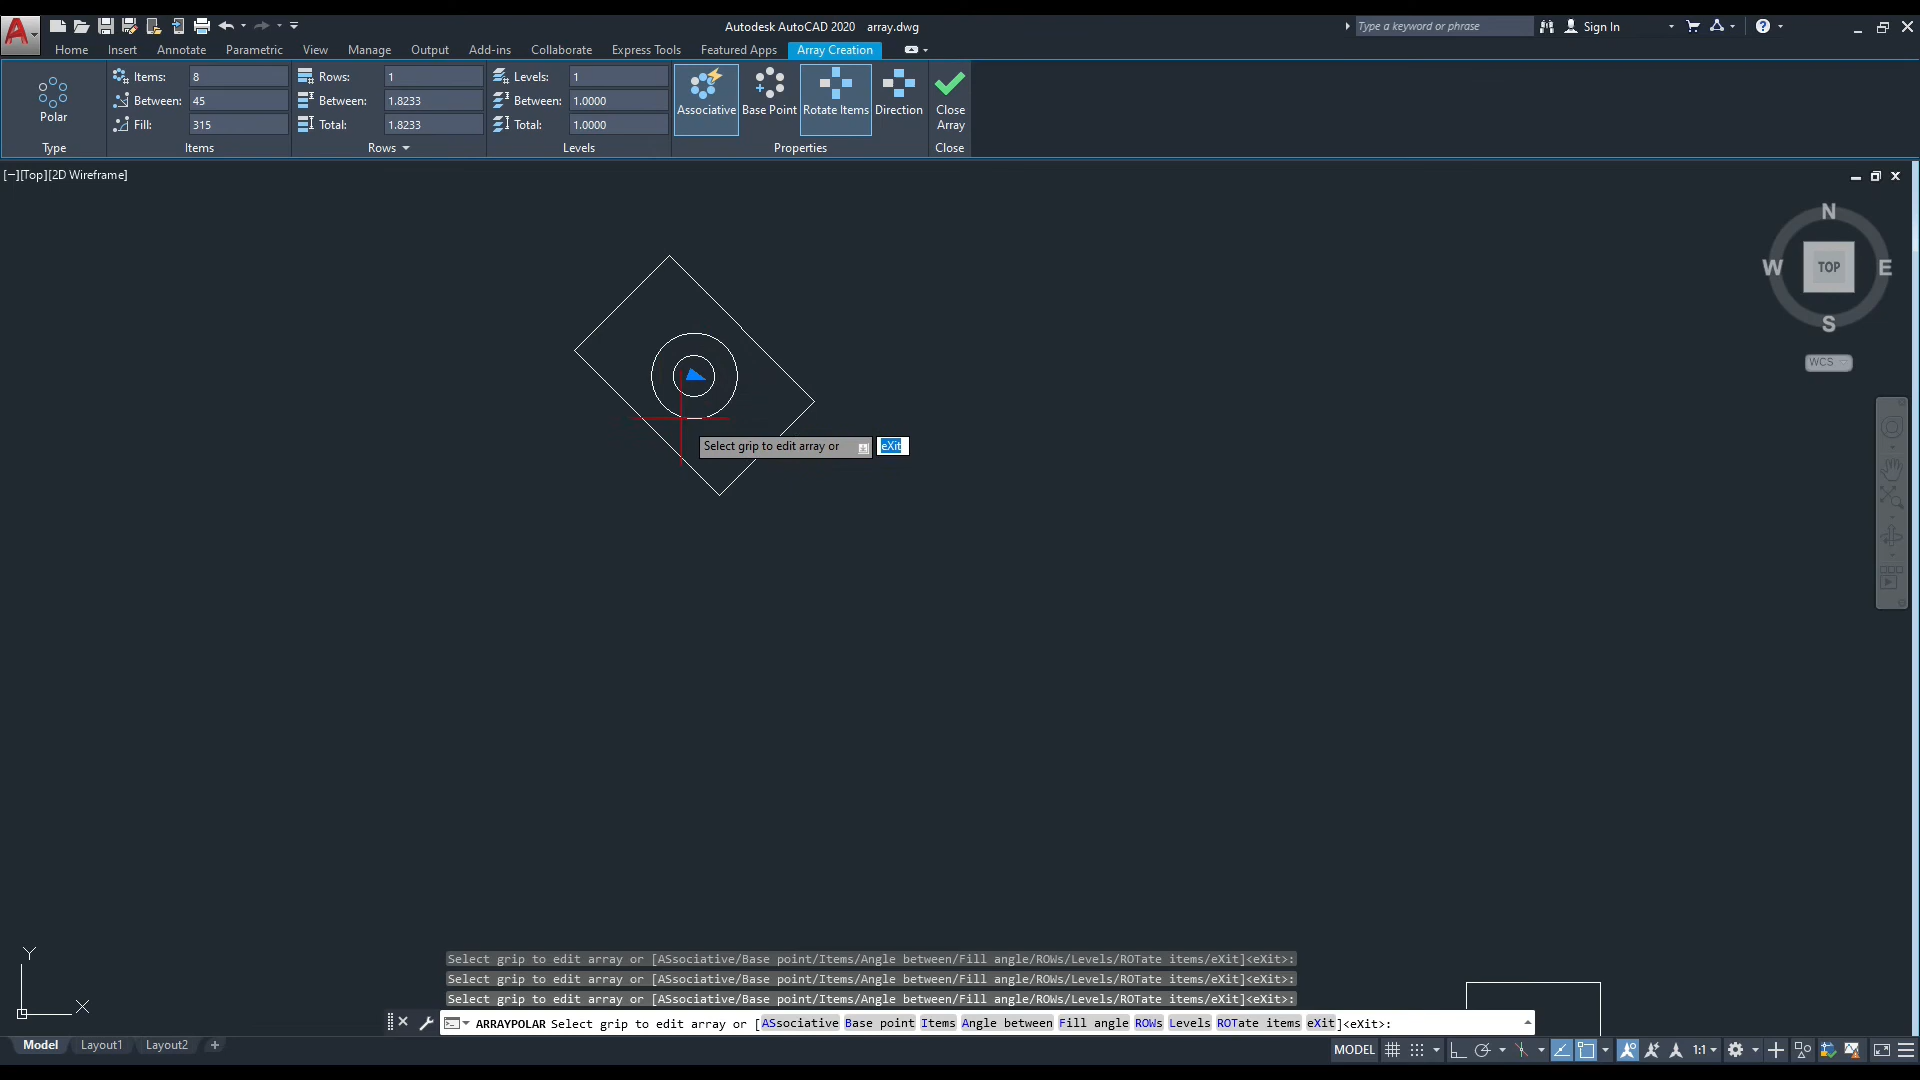 Autodesk AutoCAD 2020 array.dwg
Type a keyword or phrase
Sign In
Home Insert Annotate Parametric View Manage Output Add-ins Collaborate Express Tools Featured Apps Array Creation
Polar
Type
Items: 8
Between: 45
Fill: 315
Items
Rows: 1
Between: 1.8233
Total: 1.8233
Rows
Levels: 1
Between: 1.0000
Total: 1.0000
Levels
Associative
Base Point
Rotate Items
Direction
Properties
Close
Array
Close
[−][Top][2D Wireframe]
N
W TOP E
S
WCS
Select grip to edit array or eXit
Y
X
Select grip to edit array or [ASsociative/Base point/Items/Angle between/Fill angle/ROWs/Levels/ROTate items/eXit]<eXit>:
Select grip to edit array or [ASsociative/Base point/Items/Angle between/Fill angle/ROWs/Levels/ROTate items/eXit]<eXit>:
Select grip to edit array or [ASsociative/Base point/Items/Angle between/Fill angle/ROWs/Levels/ROTate items/eXit]<eXit>:
ARRAYPOLAR Select grip to edit array or [ASsociative Base point Items Angle between Fill angle ROWs Levels ROTate items eXit]<eXit>:
Model Layout1 Layout2 +
MODEL 1:1